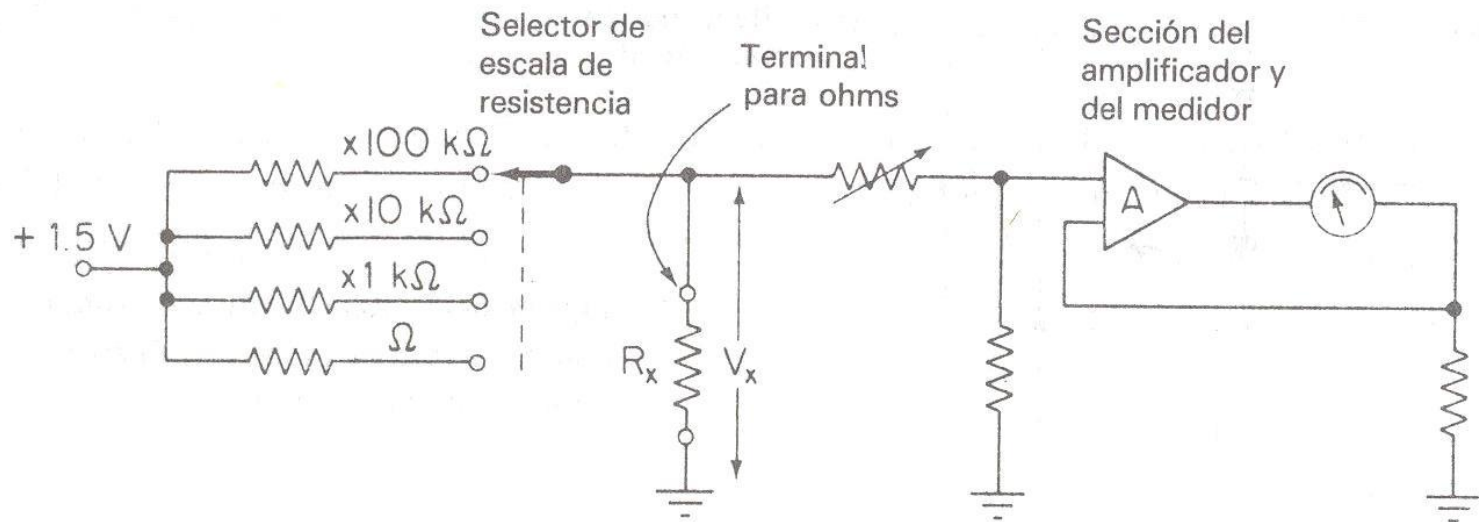 Selector de
escala de
resistencia
Terminal
para ohms
Sección del
amplificador y
del medidor
x100 kΩ
x10 kΩ
x1 kΩ
Ω
+ 1.5 V
Rx
Vx
A